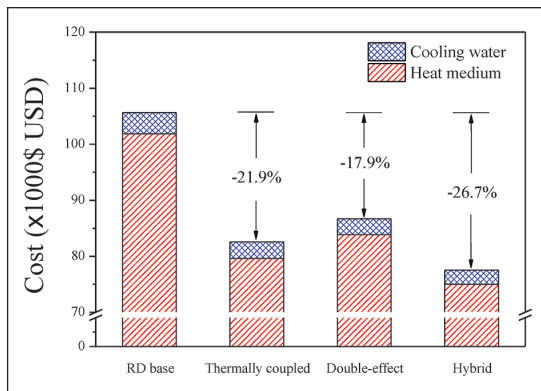 120
110
100
90
80
70
0
Cost (x1000$ USD)
Cooling water
Heat medium
-21.9%
-17.9%
-26.7%
RD base
Thermally coupled
Double-effect
Hybrid